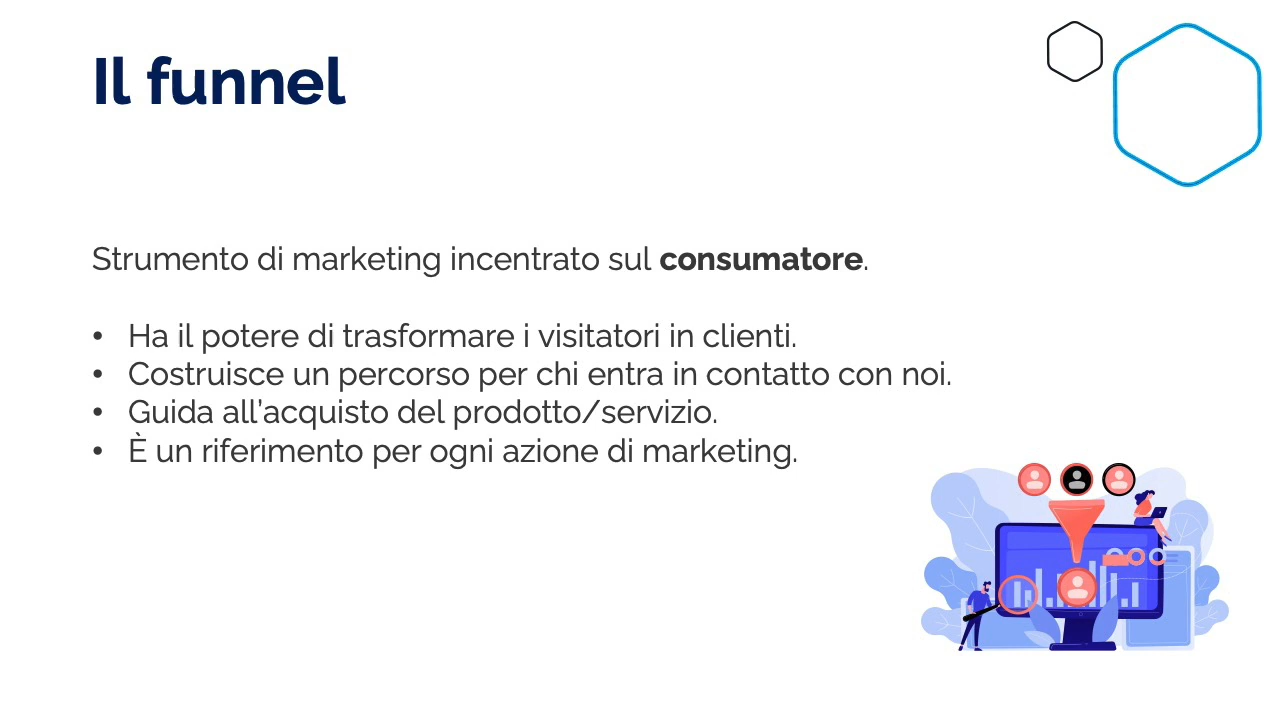 Il funnel
Strumento di marketing incentrato sul consumatore.
• Ha il potere di trasformare i visitatori in clienti.
• Costruisce un percorso per chi entra in contatto con noi.
• Guida all’acquisto del prodotto/servizio.
• È un riferimento per ogni azione di marketing.